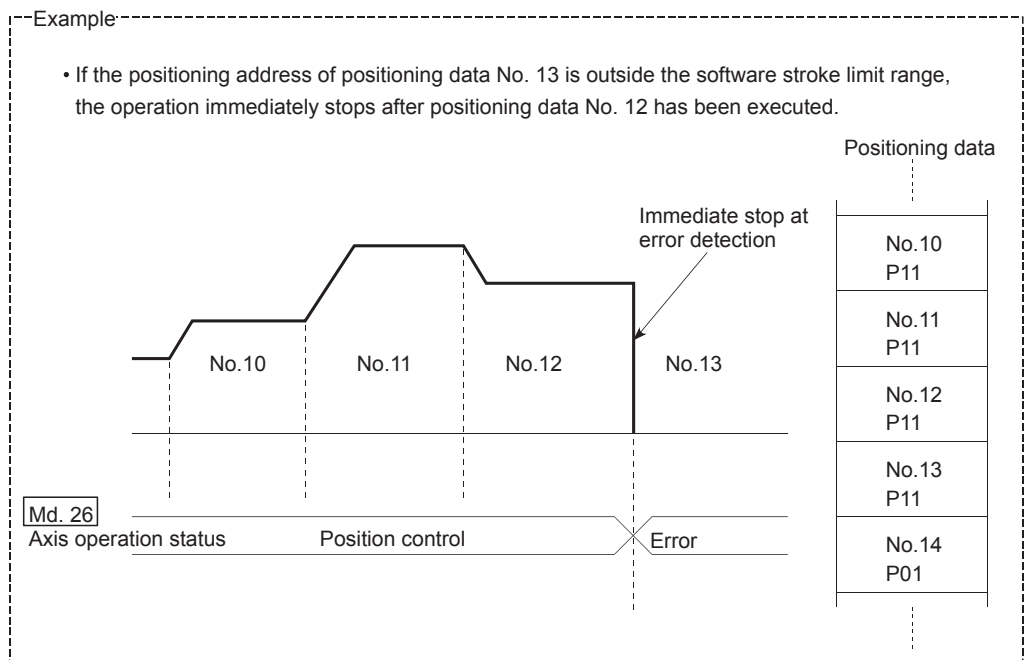 Example
• If the positioning address of positioning data No. 13 is outside the software stroke limit range,
the operation immediately stops after positioning data No. 12 has been executed.
Positioning data
Immediate stop at
error detection
No.10
P11
No.11
P11
No.12
P11
No.13
P11
No.14
P01
No.10
No.11
No.12
No.13
Md. 26
Axis operation status
Position control
Error